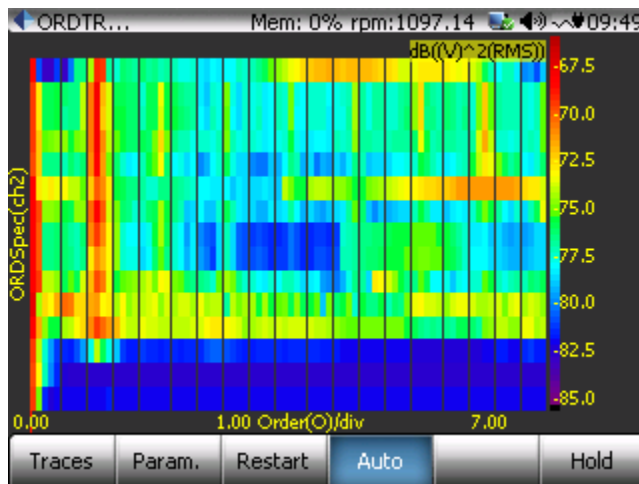 ORDTR... Mem: 0% rpm:1097.14 09:49
dB((V)^2(RMS))
-67.5
-70.0
-72.5
-75.0
-77.5
-80.0
-82.5
-85.0
ORDSpec(ch2)
0.00 1.00 Order(O)/div 7.00
Traces Param. Restart Auto Hold